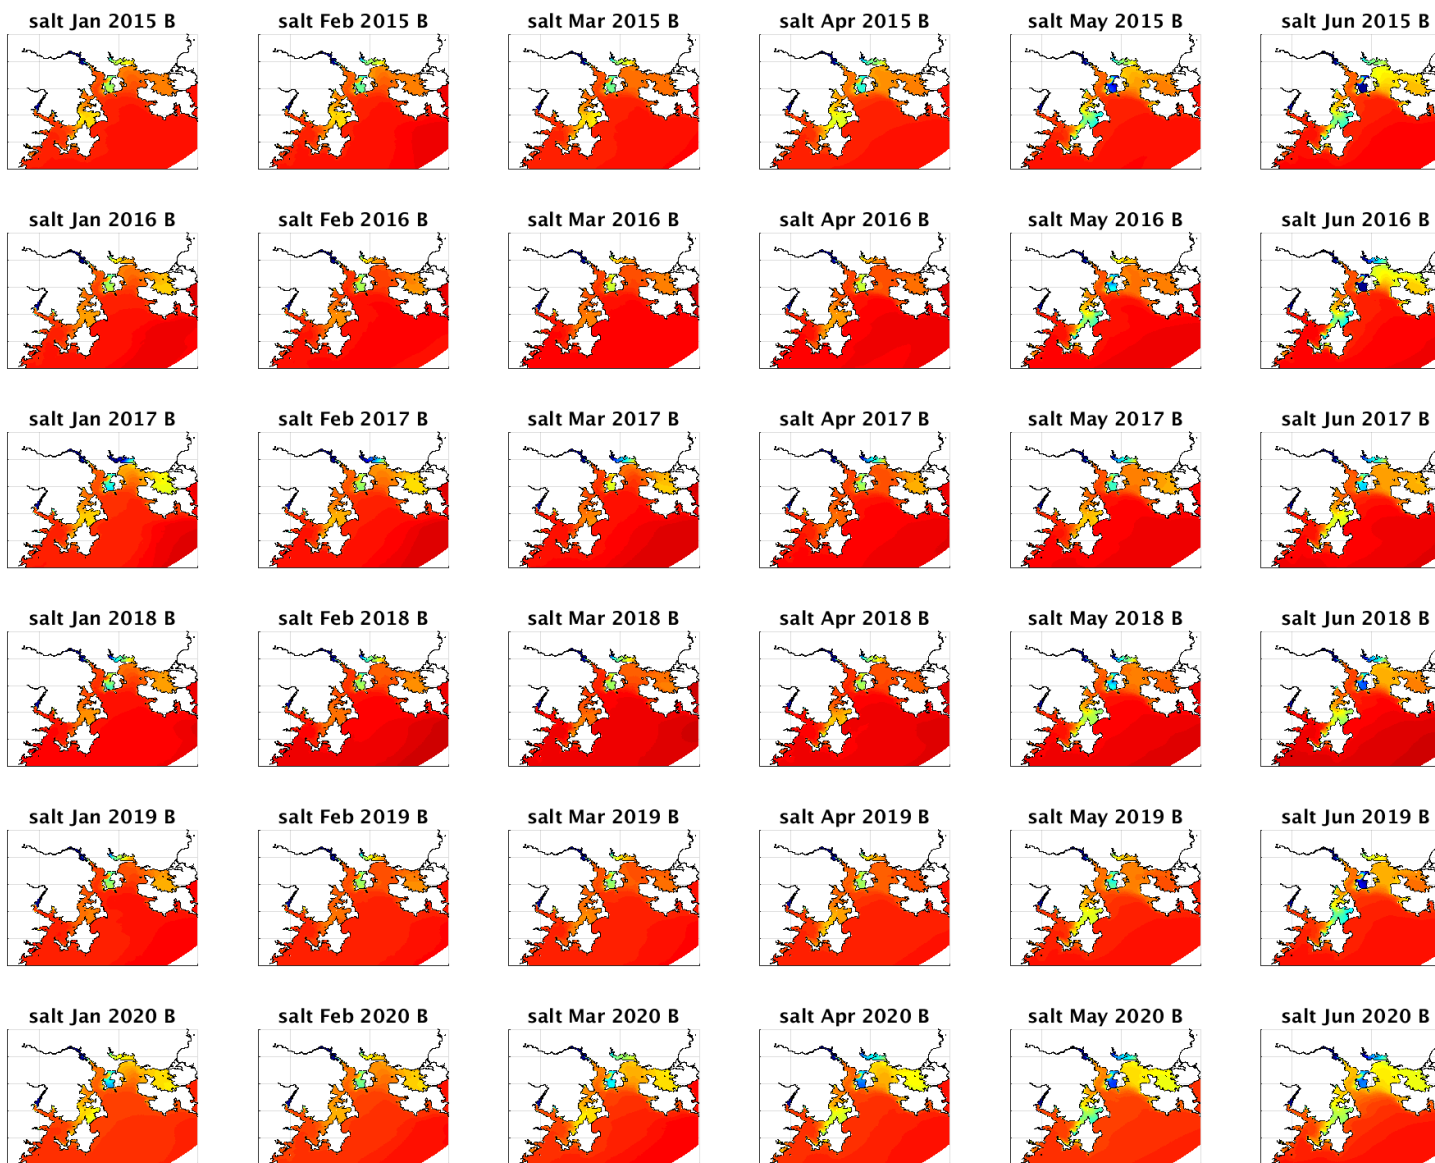 salt Jan 2015 B salt Feb 2015 B salt Mar 2015 B salt Apr 2015 B salt May 2015 B salt Jun 2015 B
salt Jan 2016 B salt Feb 2016 B salt Mar 2016 B salt Apr 2016 B salt May 2016 B salt Jun 2016 B
salt Jan 2017 B salt Feb 2017 B salt Mar 2017 B salt Apr 2017 B salt May 2017 B salt Jun 2017 B
salt Jan 2018 B salt Feb 2018 B salt Mar 2018 B salt Apr 2018 B salt May 2018 B salt Jun 2018 B
salt Jan 2019 B salt Feb 2019 B salt Mar 2019 B salt Apr 2019 B salt May 2019 B salt Jun 2019 B
salt Jan 2020 B salt Feb 2020 B salt Mar 2020 B salt Apr 2020 B salt May 2020 B salt Jun 2020 B